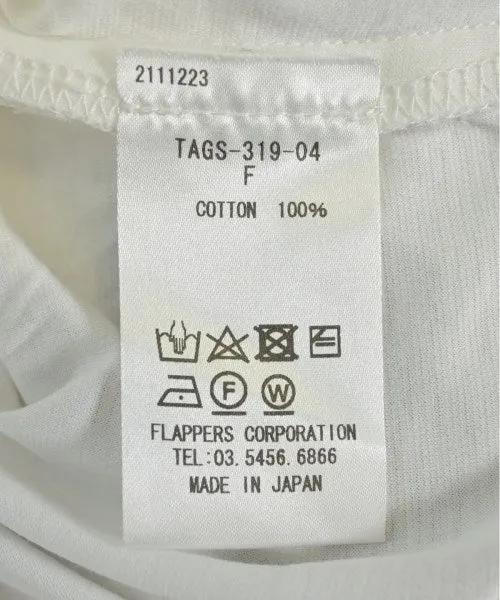 2111223
TAGS-319-04
F
COTTON 100%
F W
FLAPPERS CORPORATION
TEL:03.5456.6866
MADE IN JAPAN